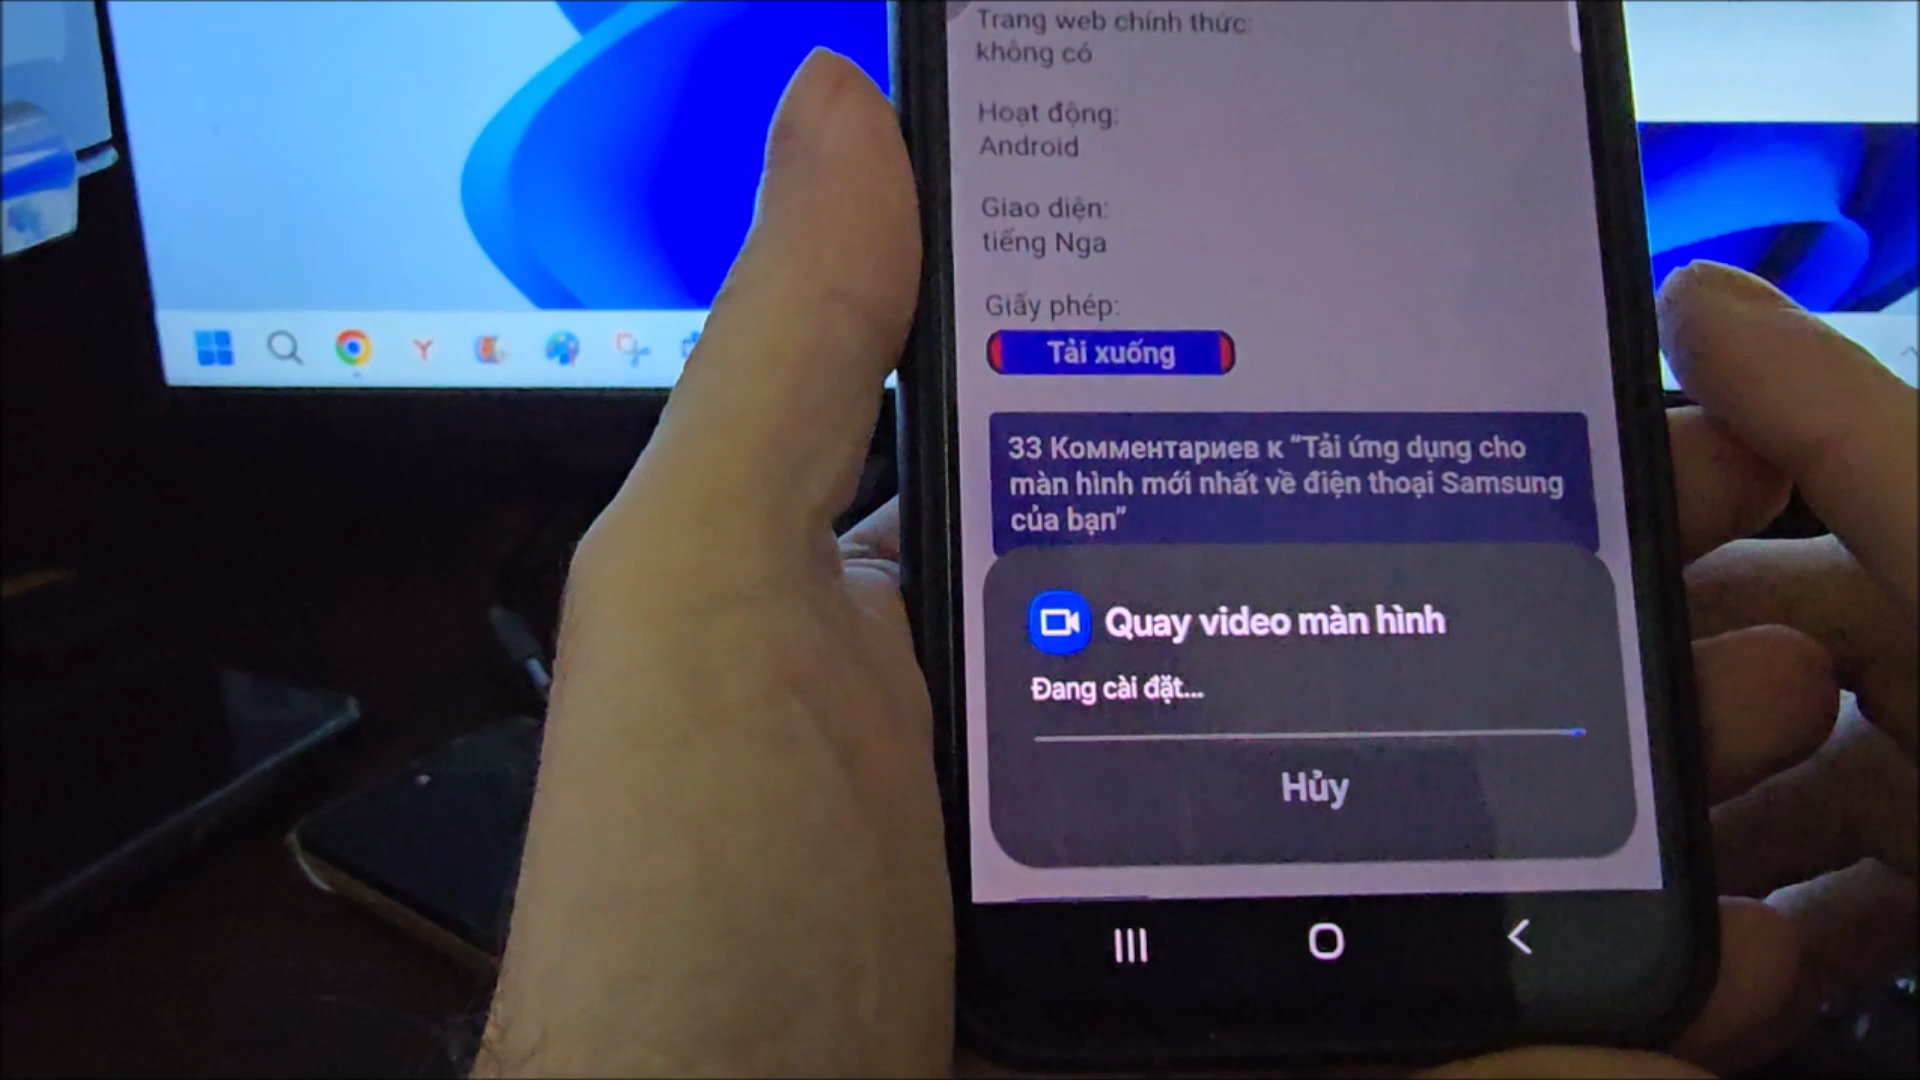 Trang web chính thức:
không có
Hoạt động:
Android
Giao diện:
tiếng Nga
Giấy phép:
Tải xuống
33 Комментариев к “Tải ứng dụng cho
màn hình mới nhất về điện thoại Samsung
của bạn”
Quay video màn hình
Đang cài đặt...
Hủy